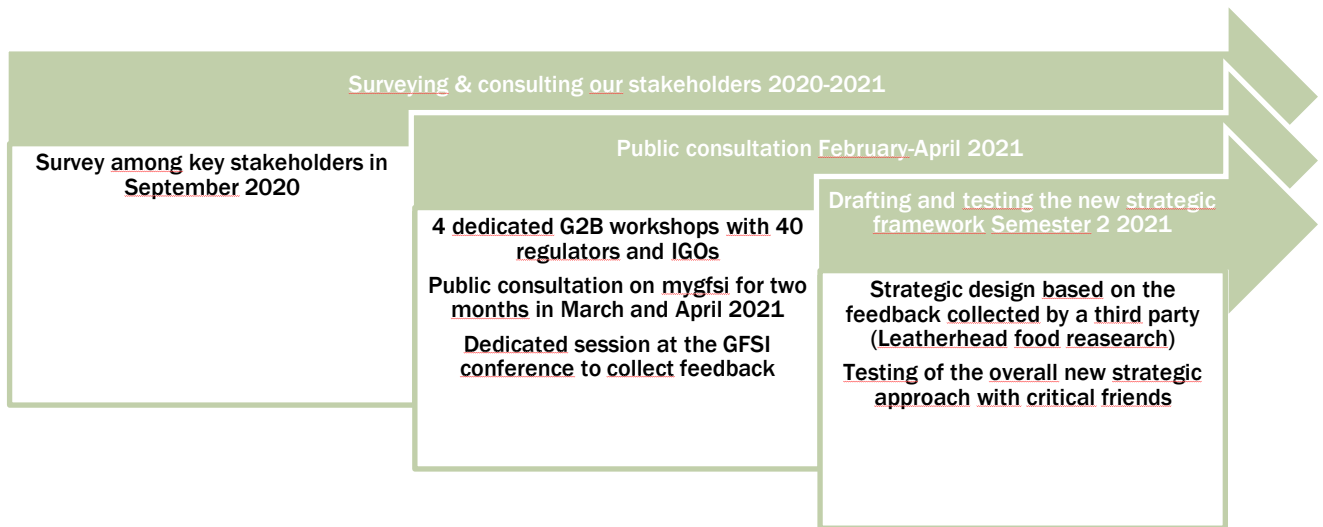 Surveying & consulting our stakeholders 2020-2021
Survey among key stakeholders in
September 2020
Public consultation February-April 2021
4 dedicated G2B workshops with 40
regulators and IGOs
Public consultation on mygfsi for two
months in March and April 2021
Dedicated session at the GFSI
conference to collect feedback
Drafting and testing the new strategic
framework Semester 2 2021
Strategic design based on the
feedback collected by a third party
(Leatherhead food reasearch)
Testing of the overall new strategic
approach with critical friends